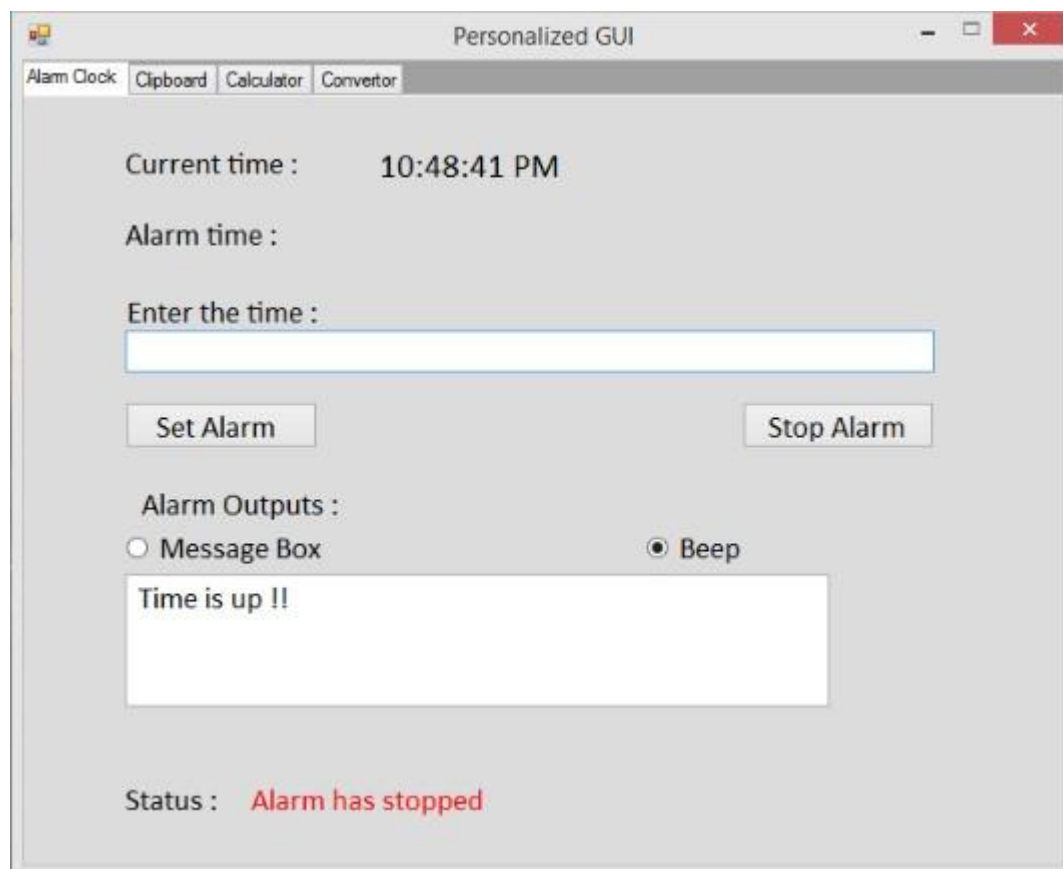 Personalized GUI
Alarm Clock Clipboard Calculator Convertor
Current time : 10:48:41 PM
Alarm time :
Enter the time :
Set Alarm Stop Alarm
Alarm Outputs :
Message Box Beep
Time is up !!
Status : Alarm has stopped